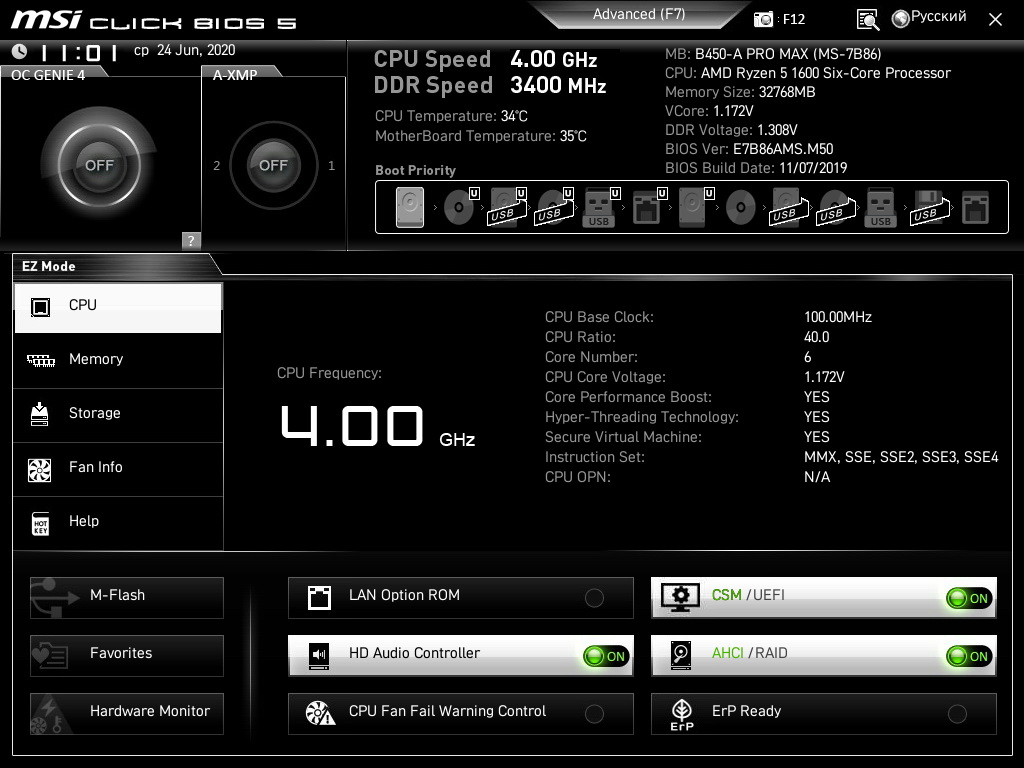 msi CLICK BIOS 5
Advanced (F7)
: F12
Русский
11:01 ср 24 Jun, 2020
OC GENIE 4
OFF
?
A-XMP
2 OFF 1
CPU Speed 4.00 GHz
DDR Speed 3400 MHz
CPU Temperature: 34°C
MotherBoard Temperature: 35°C
MB: B450-A PRO MAX (MS-7B86)
CPU: AMD Ryzen 5 1600 Six-Core Processor
Memory Size: 32768MB
VCore: 1.172V
DDR Voltage: 1.308V
BIOS Ver: E7B86AMS.M50
BIOS Build Date: 11/07/2019
Boot Priority
U U U U U U
USB USB USB USB USB USB USB
EZ Mode
CPU
Memory
Storage
Fan Info
HOT KEY Help
CPU Frequency:
4.00 GHz
CPU Base Clock: 100.00MHz
CPU Ratio: 40.0
Core Number: 6
CPU Core Voltage: 1.172V
Core Performance Boost: YES
Hyper-Threading Technology: YES
Secure Virtual Machine: YES
Instruction Set: MMX, SSE, SSE2, SSE3, SSE4
CPU OPN: N/A
M-Flash
Favorites
Hardware Monitor
LAN Option ROM
HD Audio Controller ON
CPU Fan Fail Warning Control
CSM /UEFI ON
AHCI /RAID ON
ErP ErP Ready